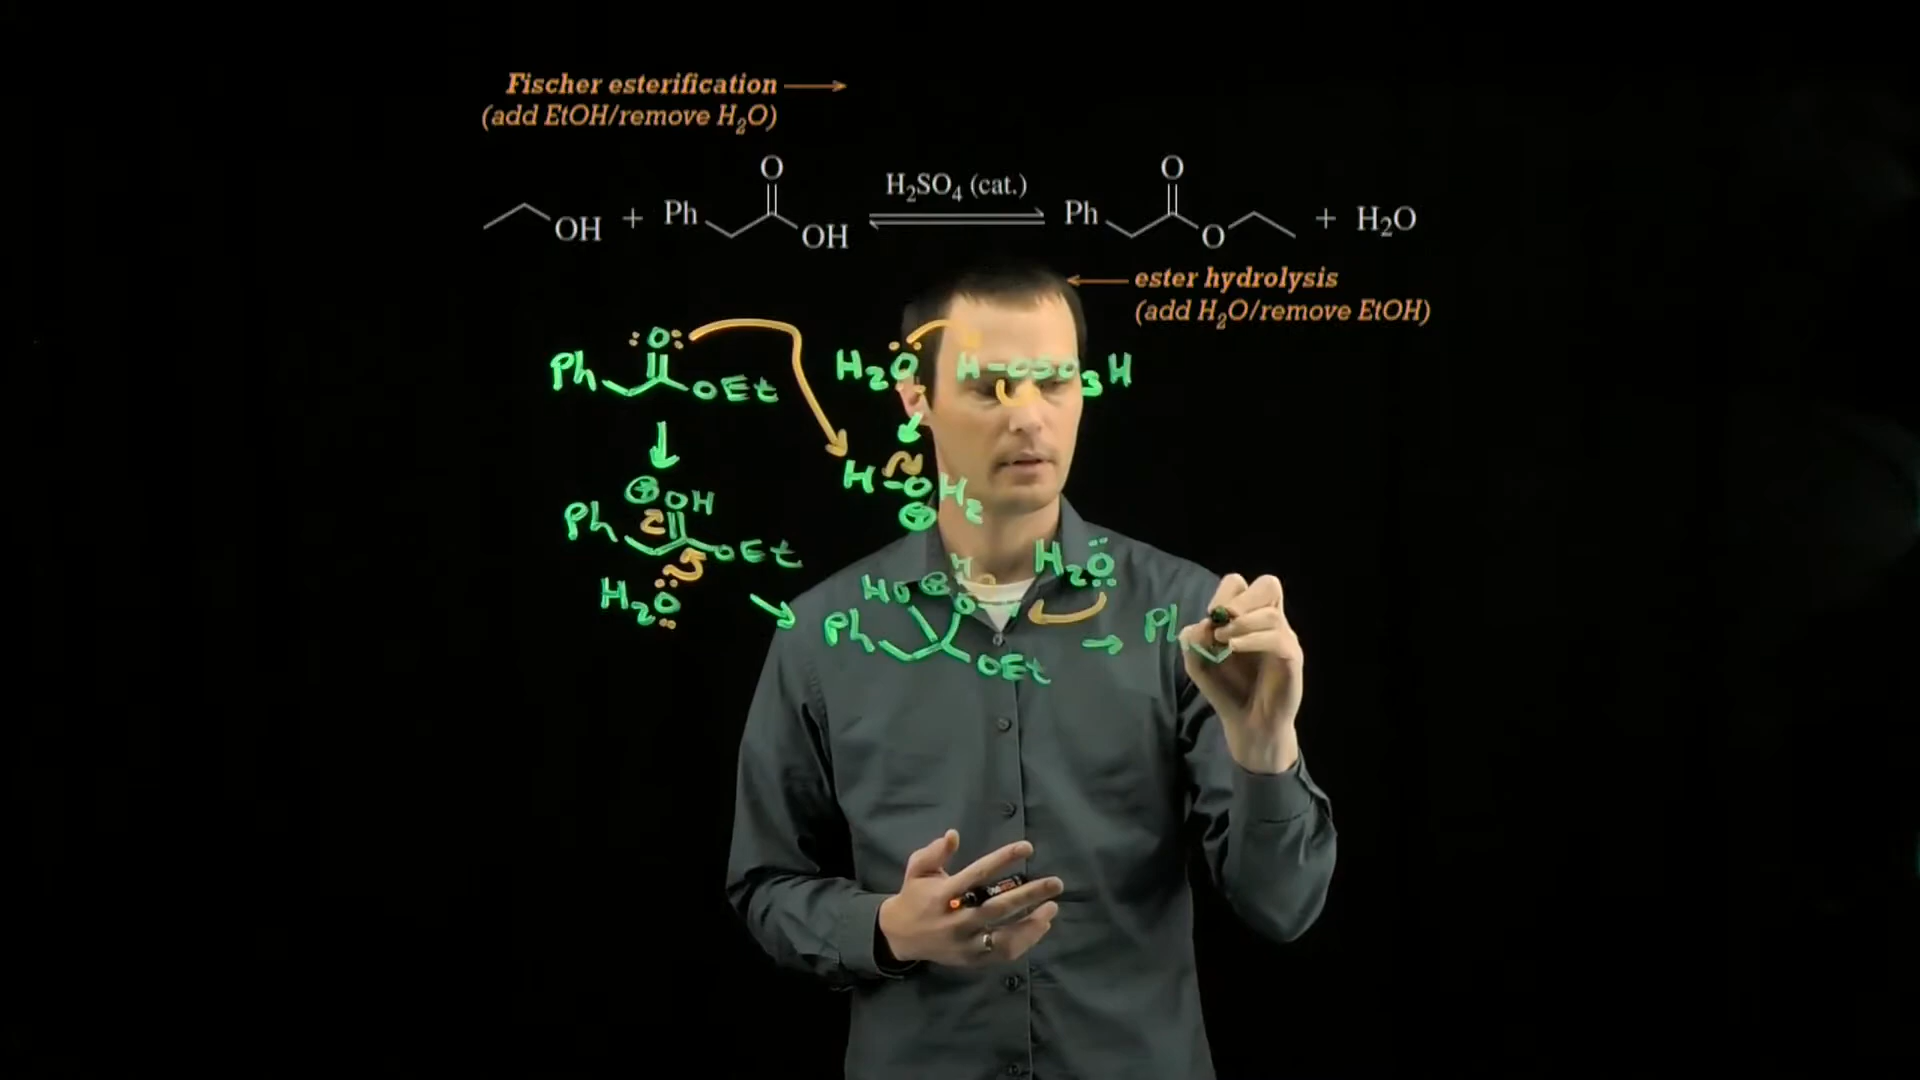 Fischer esterification →
(add EtOH/remove H₂O)
O O
H₂SO₄ (cat.)
OH + Ph OH Ph O + H₂O
← ester hydrolysis
(add H₂O/remove EtOH)
:O:
Ph OEt
H₂O H-OSO₃H
H-OH₂
⊕
⊕ OH
Ph OEt
H₂O
HO ⊕ H
O
H₂O
Ph OEt
→ Ph